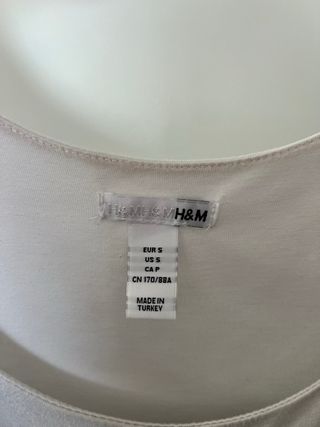 H&M H&M H&M
EUR S
US S
CA P
CN 170/88A
MADE IN
TURKEY